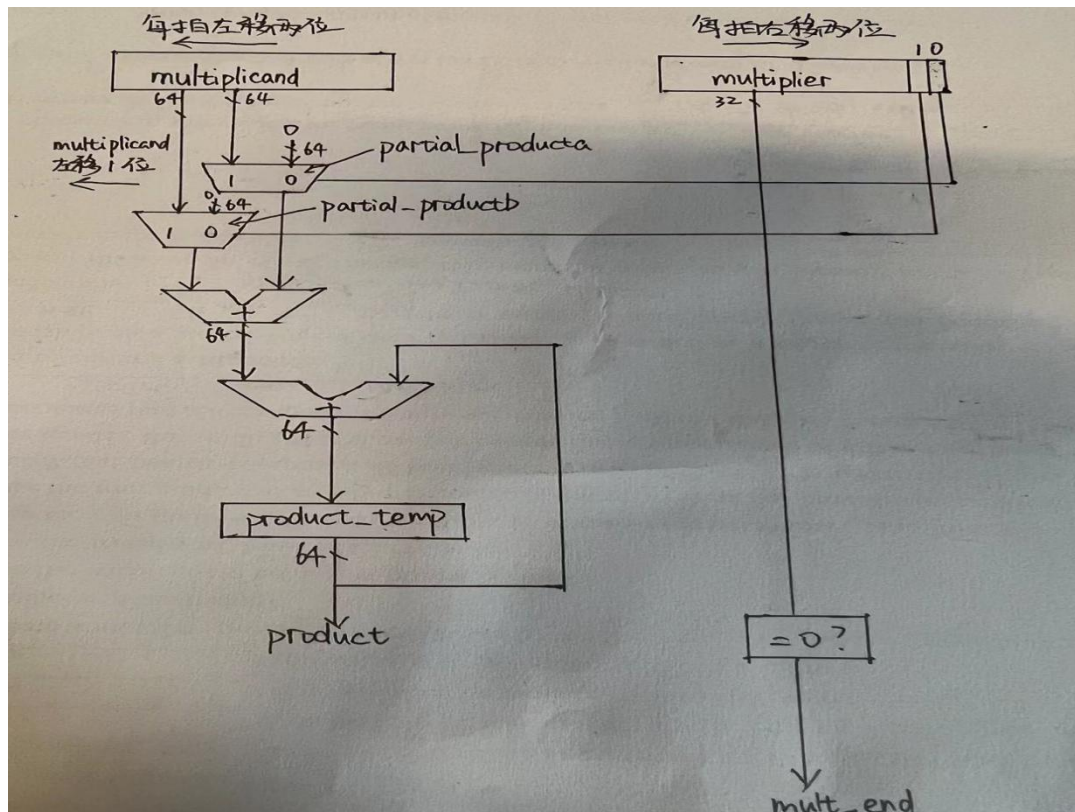 每拍左移两位
每拍右移两位
1 0
multiplicand
multiplier
64
64
32
0
64
multiplicand
左移1位
partial_producta
1 0
0
64
partial_productb
1 0
+
64
+
64
product_temp
64
product
=0?
mult_end